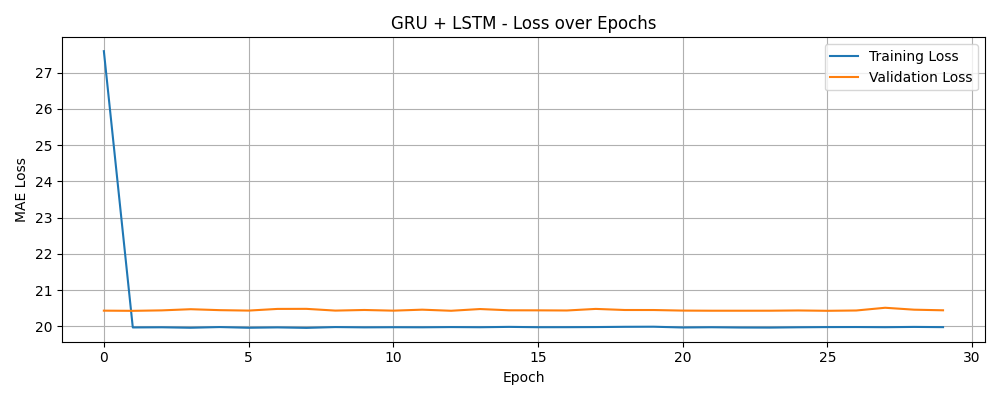 GRU + LSTM - Loss over Epochs
Training Loss
Validation Loss
MAE Loss
27
26
25
24
23
22
21
20
0 5 10 15 20 25 30
Epoch